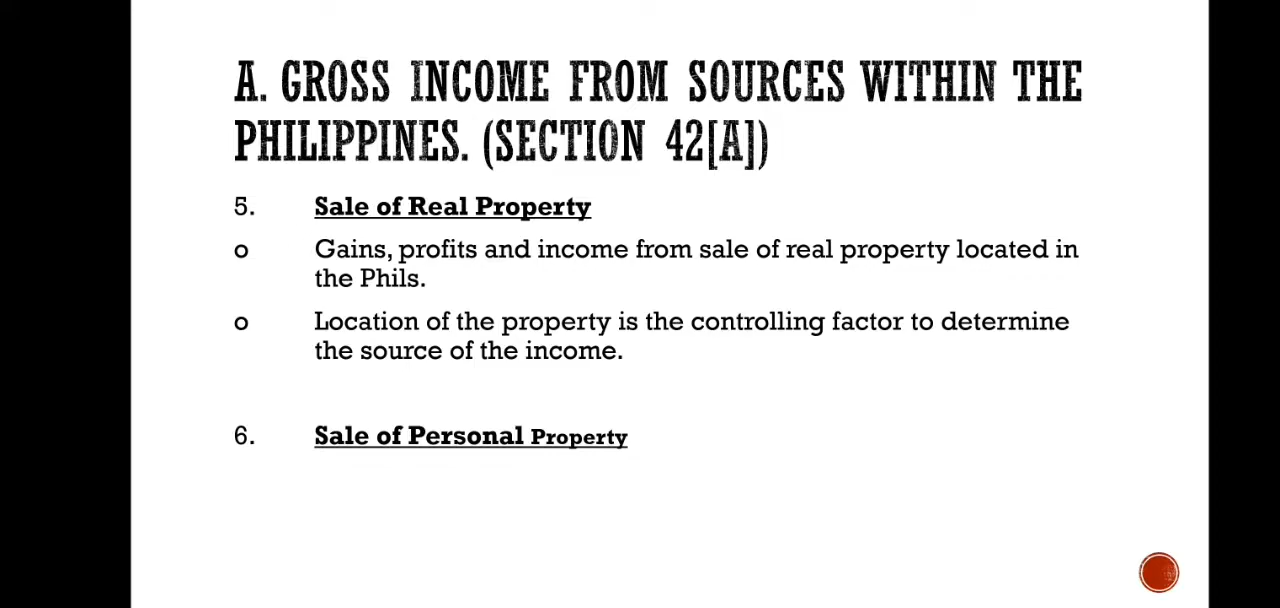 A. GROSS INCOME FROM SOURCES WITHIN THE
PHILIPPINES. (SECTION 42[A])
5. Sale of Real Property
o Gains, profits and income from sale of real property located in
the Phils.
o Location of the property is the controlling factor to determine
the source of the income.
6. Sale of Personal Property